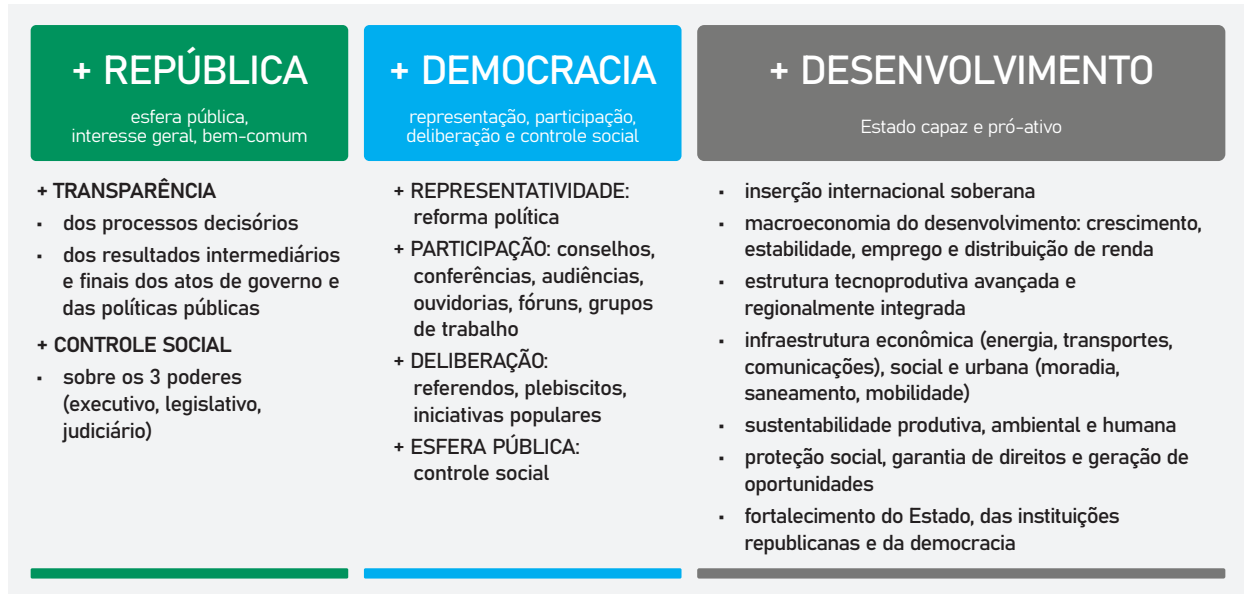 + REPÚBLICA
esfera pública,
interesse geral, bem-comum
+ TRANSPARÊNCIA
▪ dos processos decisórios
▪ dos resultados intermediários
e finais dos atos de governo e
das políticas públicas
+ CONTROLE SOCIAL
▪ sobre os 3 poderes
(executivo, legislativo,
judiciário)
+ DEMOCRACIA
representação, participação,
deliberação e controle social
+ REPRESENTATIVIDADE:
reforma política
+ PARTICIPAÇÃO: conselhos,
conferências, audiências,
ouvidorias, fóruns, grupos
de trabalho
+ DELIBERAÇÃO:
referendos, plebiscitos,
iniciativas populares
+ ESFERA PÚBLICA:
controle social
+ DESENVOLVIMENTO
Estado capaz e pró-ativo
▪ inserção internacional soberana
▪ macroeconomia do desenvolvimento: crescimento,
estabilidade, emprego e distribuição de renda
▪ estrutura tecnoprodutiva avançada e
regionalmente integrada
▪ infraestrutura econômica (energia, transportes,
comunicações), social e urbana (moradia,
saneamento, mobilidade)
▪ sustentabilidade produtiva, ambiental e humana
▪ proteção social, garantia de direitos e geração de
oportunidades
▪ fortalecimento do Estado, das instituições
republicanas e da democracia